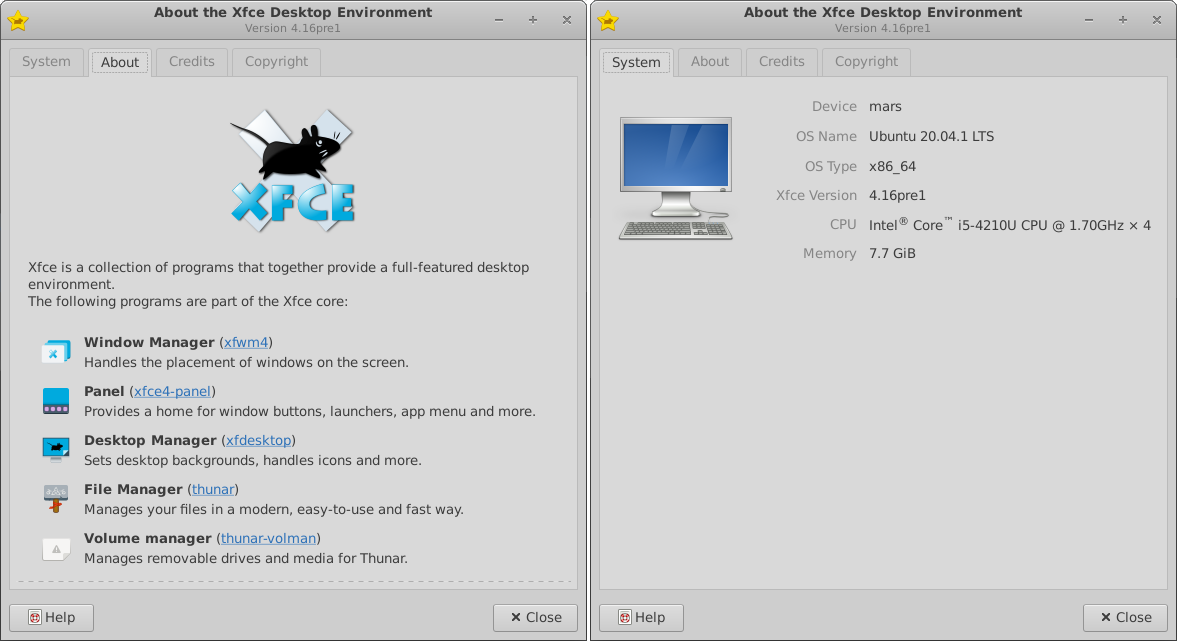 About the Xfce Desktop Environment
Version 4.16pre1
System About Credits Copyright
XFCE
Xfce is a collection of programs that together provide a full-featured desktop
environment.
The following programs are part of the Xfce core:
Window Manager (xfwm4)
Handles the placement of windows on the screen.
Panel (xfce4-panel)
Provides a home for window buttons, launchers, app menu and more.
Desktop Manager (xfdesktop)
Sets desktop backgrounds, handles icons and more.
File Manager (thunar)
Manages your files in a modern, easy-to-use and fast way.
Volume manager (thunar-volman)
Manages removable drives and media for Thunar.
Help Close
About the Xfce Desktop Environment
Version 4.16pre1
System About Credits Copyright
Device mars
OS Name Ubuntu 20.04.1 LTS
OS Type x86_64
Xfce Version 4.16pre1
CPU Intel® Core™ i5-4210U CPU @ 1.70GHz × 4
Memory 7.7 GiB
Help Close